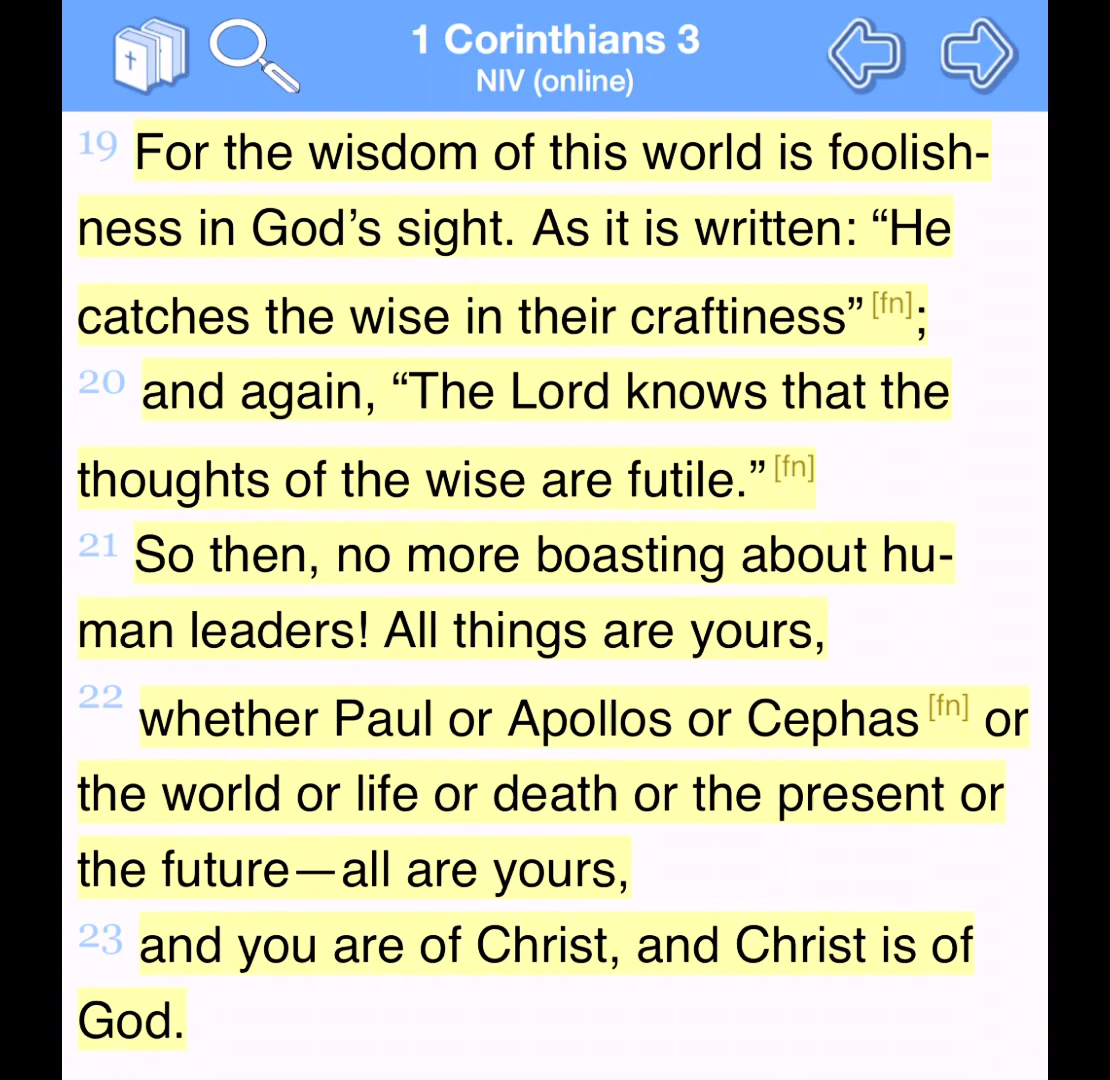 1 Corinthians 3
NIV (online)
19 For the wisdom of this world is foolish-
ness in God’s sight. As it is written: “He
catches the wise in their craftiness” [fn];
20 and again, “The Lord knows that the
thoughts of the wise are futile.” [fn]
21 So then, no more boasting about hu-
man leaders! All things are yours,
22 whether Paul or Apollos or Cephas [fn] or
the world or life or death or the present or
the future—all are yours,
23 and you are of Christ, and Christ is of
God.